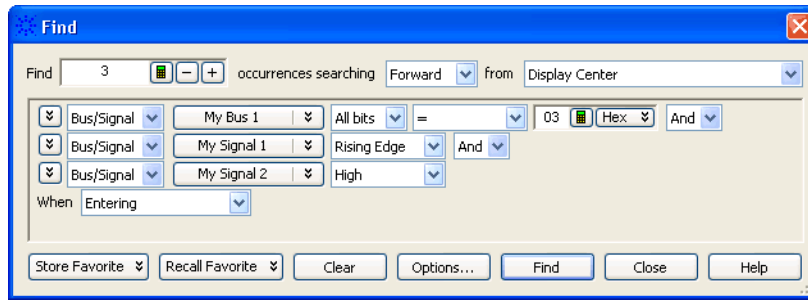 Find
Find 3 - + occurrences searching Forward from Display Center
Bus/Signal My Bus 1 All bits = 03 Hex And
Bus/Signal My Signal 1 Rising Edge And
Bus/Signal My Signal 2 High
When Entering
Store Favorite Recall Favorite Clear Options... Find Close Help